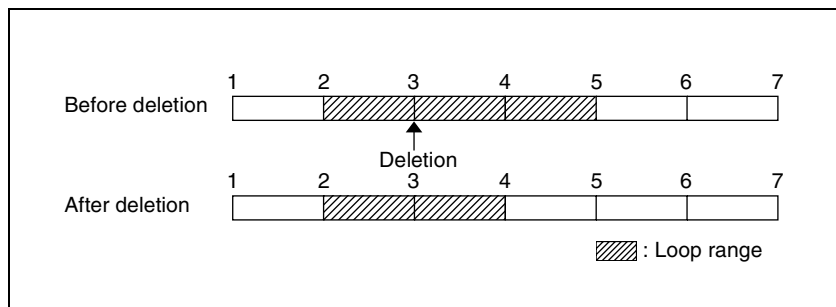 1 2 3 4 5 6 7
Before deletion
Deletion
1 2 3 4 5 6 7
After deletion
: Loop range